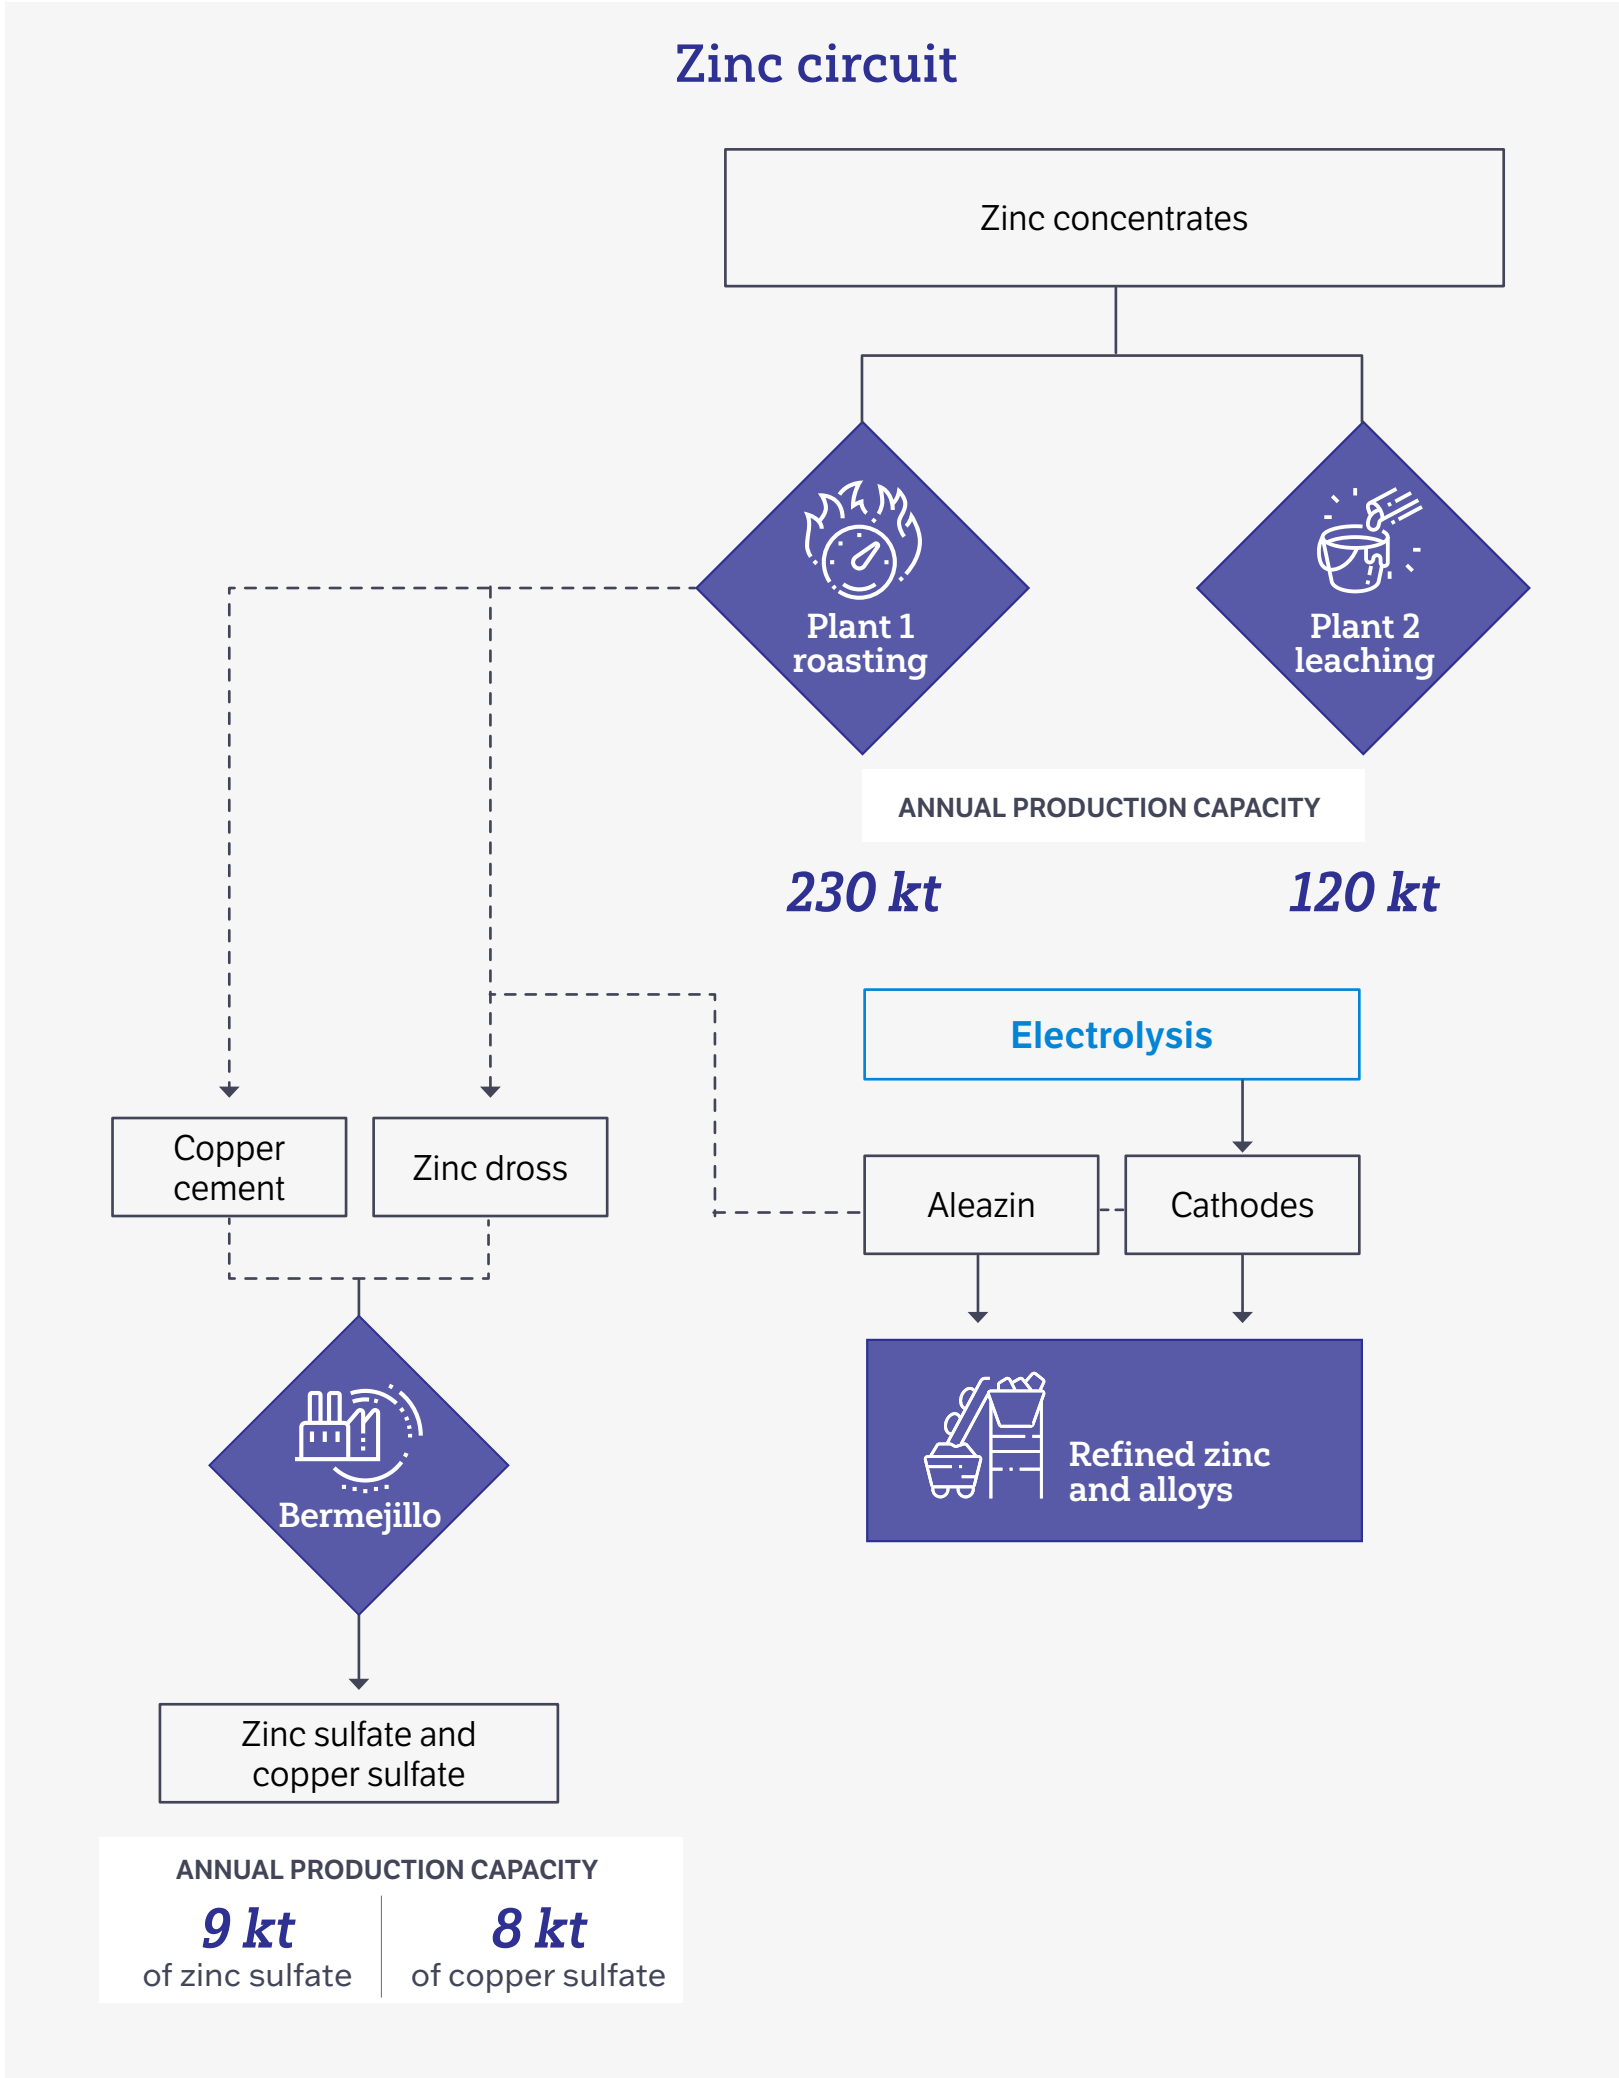 Zinc circuit
Zinc concentrates
Plant 1
roasting
Plant 2
leaching
ANNUAL PRODUCTION CAPACITY
230 kt
120 kt
Electrolysis
Copper
cement
Zinc dross
Aleazin
Cathodes
Bermejillo
Refined zinc
and alloys
Zinc sulfate and
copper sulfate
ANNUAL PRODUCTION CAPACITY
9 kt
of zinc sulfate
8 kt
of copper sulfate